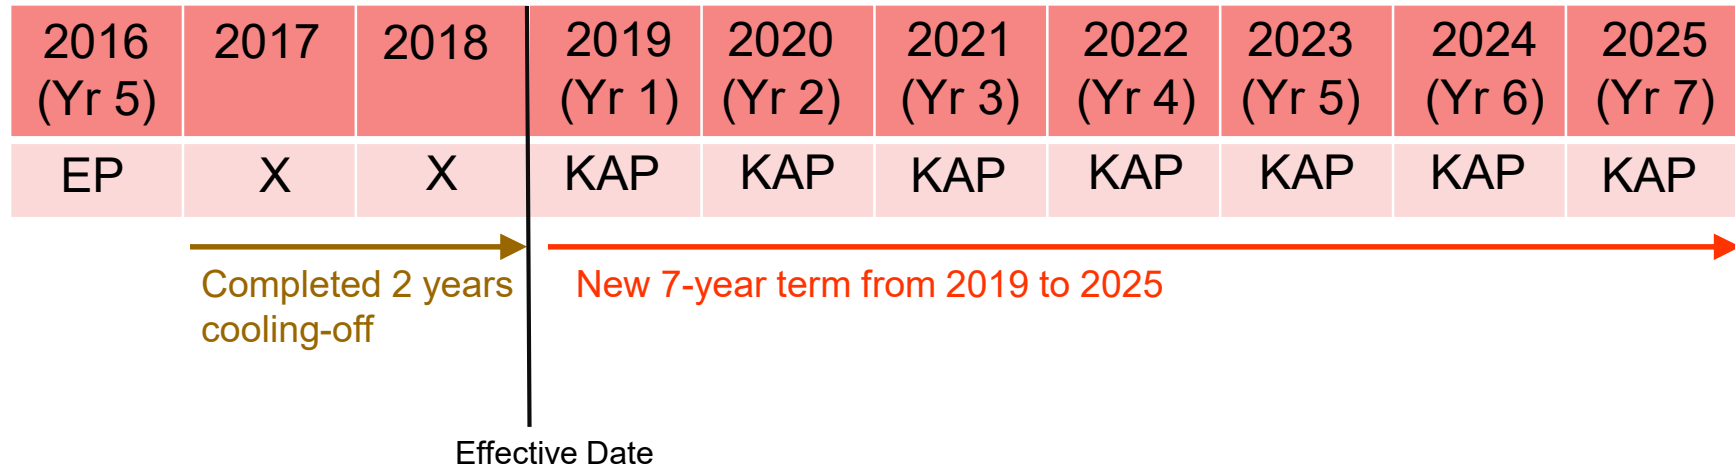 2016 2017 2018 2019 2020 2021 2022 2023 2024 2025
(Yr 5) (Yr 1) (Yr 2) (Yr 3) (Yr 4) (Yr 5) (Yr 6) (Yr 7)
EP X X KAP KAP KAP KAP KAP KAP KAP
Completed 2 years New 7-year term from 2019 to 2025
cooling-off
Effective Date